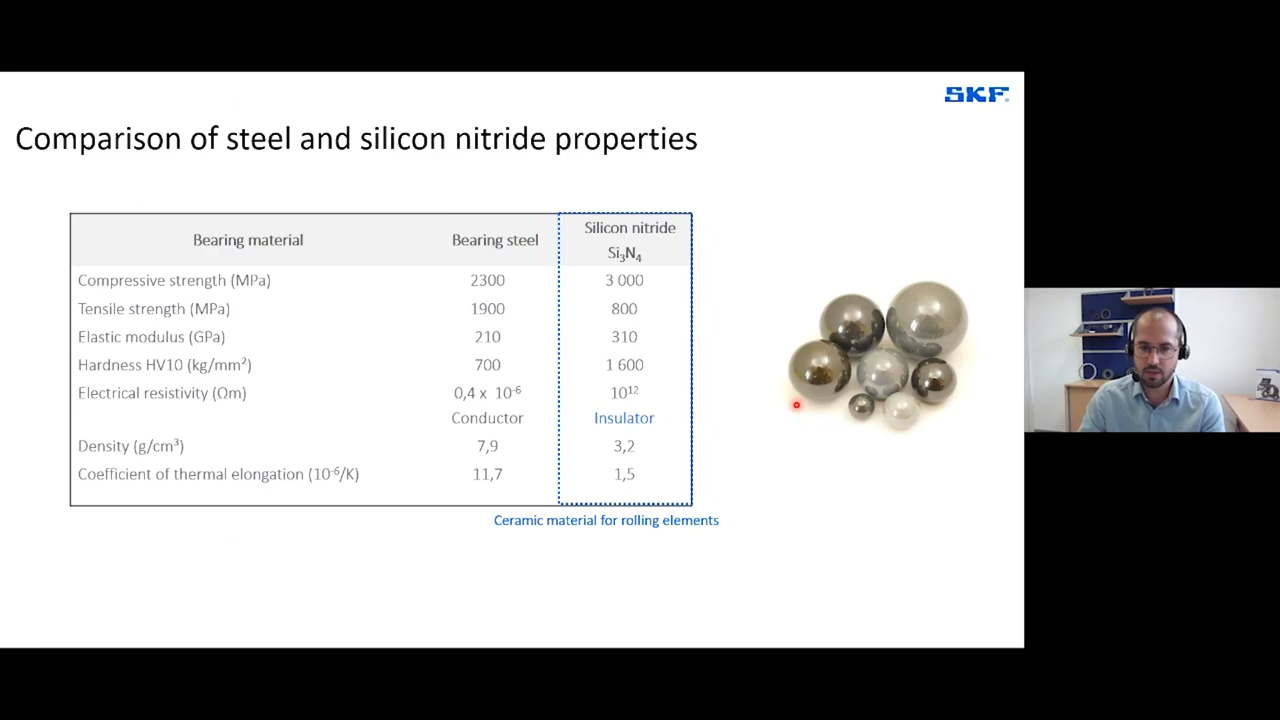 SKF
Comparison of steel and silicon nitride properties
Bearing material Bearing steel Silicon nitride Si₃N₄
Compressive strength (MPa) 2300 3 000
Tensile strength (MPa) 1900 800
Elastic modulus (GPa) 210 310
Hardness HV10 (kg/mm²) 700 1 600
Electrical resistivity (Ωm) 0,4 x 10⁻⁶ 10¹²
Conductor Insulator
Density (g/cm³) 7,9 3,2
Coefficient of thermal elongation (10⁻⁶/K) 11,7 1,5
Ceramic material for rolling elements